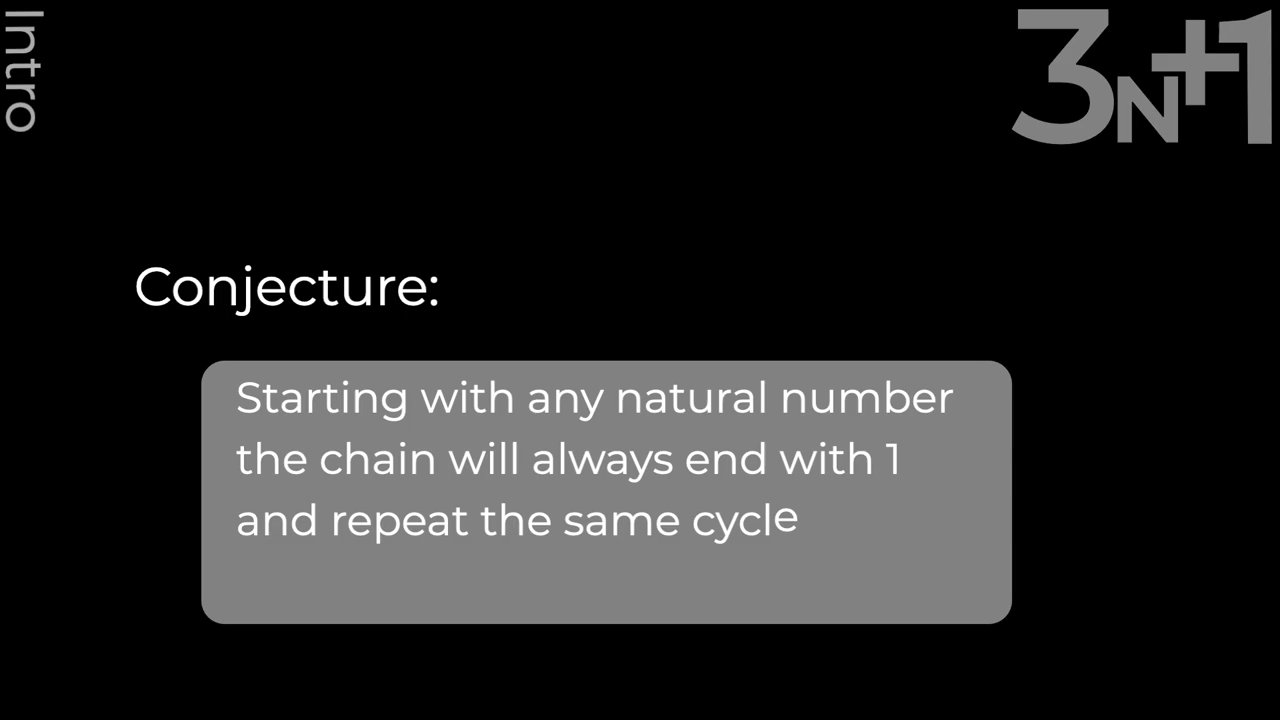 Intro
3N+1
Conjecture:
Starting with any natural number
the chain will always end with 1
and repeat the same cycle